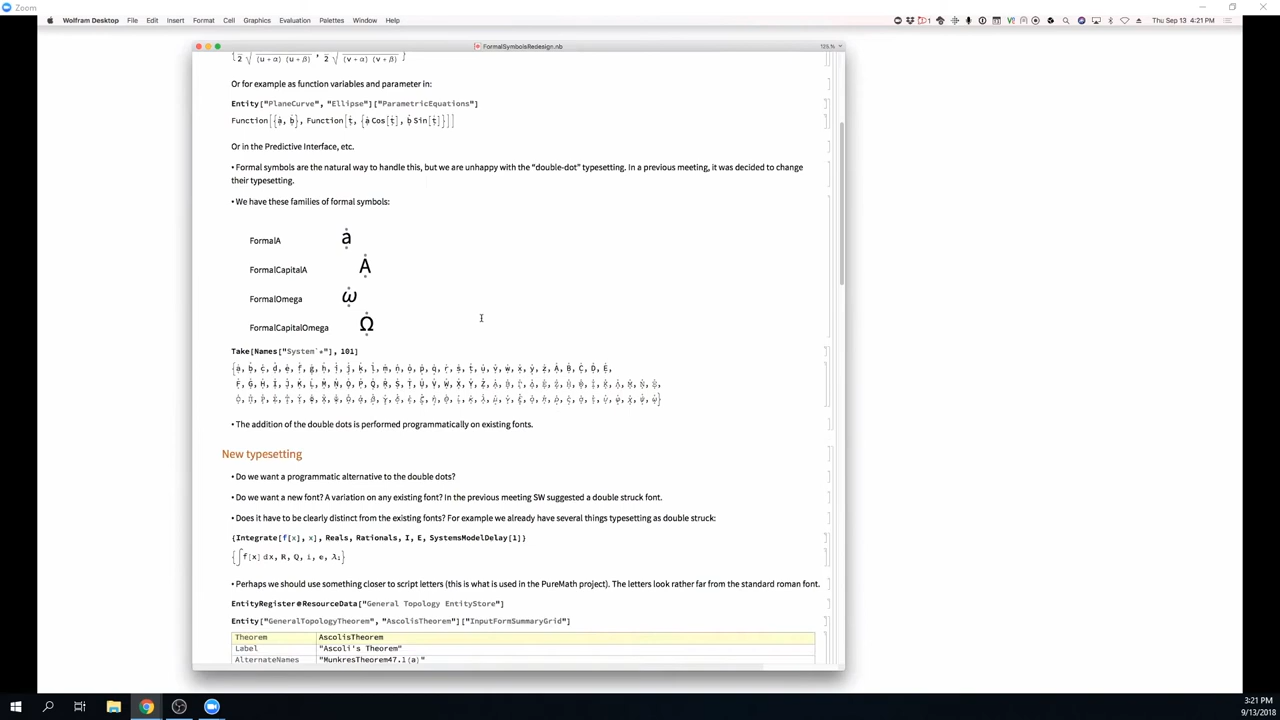 Zoom
Wolfram Desktop File Edit Insert Format Cell Graphics Evaluation Palettes Window Help Thu Sep 13 4:21 PM
FormalSymbolsRedesign.nb 125%
Or for example as function variables and parameter in:
Entity["PlaneCurve", "Ellipse"]["ParametricEquations"]
Function[{ạ̇, ḅ̇}, Function[ṭ̇, {ạ̇ Cos[ṭ̇], ḅ̇ Sin[ṭ̇]}]]
Or in the Predictive Interface, etc.
• Formal symbols are the natural way to handle this, but we are unhappy with the "double-dot" typesetting. In a previous meeting, it was decided to change
their typesetting.
• We have these families of formal symbols:
FormalA ạ̇
FormalCapitalA Ạ̇
FormalOmega ω̣̇
FormalCapitalOmega Ω̣̇
Take[Names["System`*"], 101]
• The addition of the double dots is performed programmatically on existing fonts.
New typesetting
• Do we want a programmatic alternative to the double dots?
• Do we want a new font? A variation on any existing font? In the previous meeting SW suggested a double struck font.
• Does it have to be clearly distinct from the existing fonts? For example we already have several things typesetting as double struck:
{Integrate[f[x], x], Reals, Rationals, I, E, SystemsModelDelay[1]}
{∫f[x] ⅆx, ℝ, ℚ, ⅈ, ⅇ, λ₁}
• Perhaps we should use something closer to script letters (this is what is used in the PureMath project). The letters look rather far from the standard roman font.
EntityRegister@ResourceData["General Topology EntityStore"]
Entity["GeneralTopologyTheorem", "AscolisTheorem"]["InputFormSummaryGrid"]
Theorem AscolisTheorem
Label "Ascoli's Theorem"
AlternateNames "MunkresTheorem47.1(a)"
3:21 PM
9/13/2018